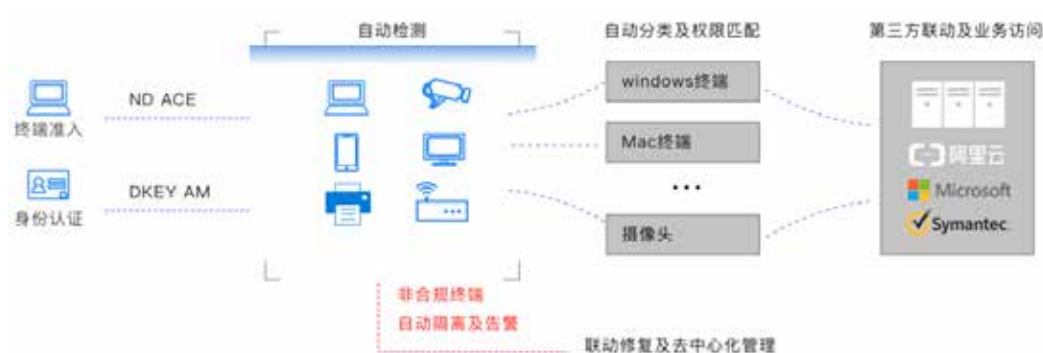 自动检测
自动分类及权限匹配
第三方联动及业务访问
ND ACE
终端准入
DKEY AM
身份认证
windows终端
Mac终端
...
摄像头
阿里云
Microsoft
Symantec.
非合规终端
自动隔离及告警
联动修复及去中心化管理